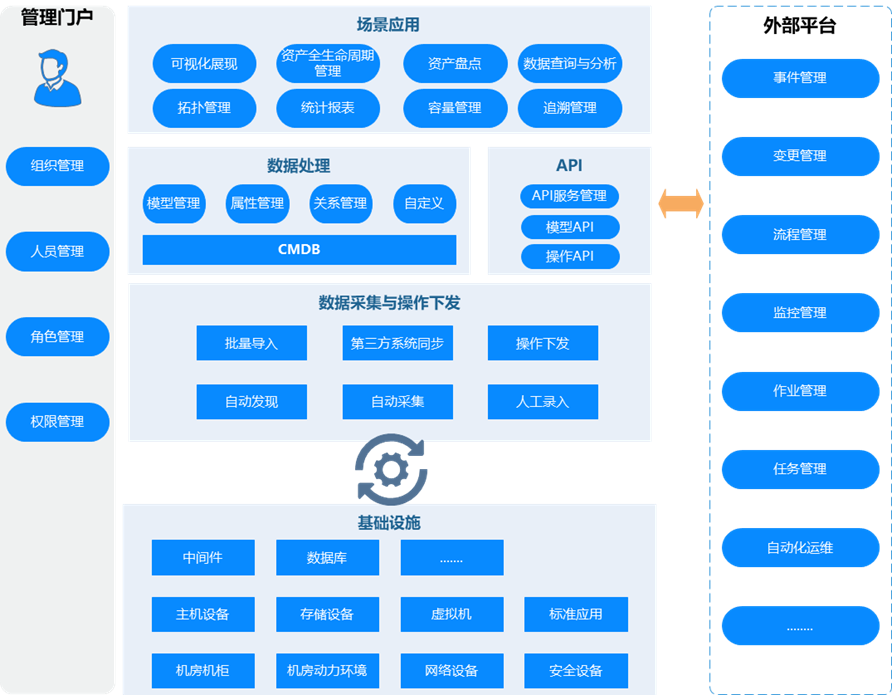 管理门户
组织管理
人员管理
角色管理
权限管理
场景应用
可视化展现
资产全生命周期
管理
资产盘点
数据查询与分析
拓扑管理
统计报表
容量管理
追溯管理
数据处理
模型管理
属性管理
关系管理
自定义
CMDB
API
API服务管理
模型API
操作API
数据采集与操作下发
批量导入
第三方系统同步
操作下发
自动发现
自动采集
人工录入
基础设施
中间件
数据库
.......
主机设备
存储设备
虚拟机
标准应用
机房机柜
机房动力环境
网络设备
安全设备
外部平台
事件管理
变更管理
流程管理
监控管理
作业管理
任务管理
自动化运维
........